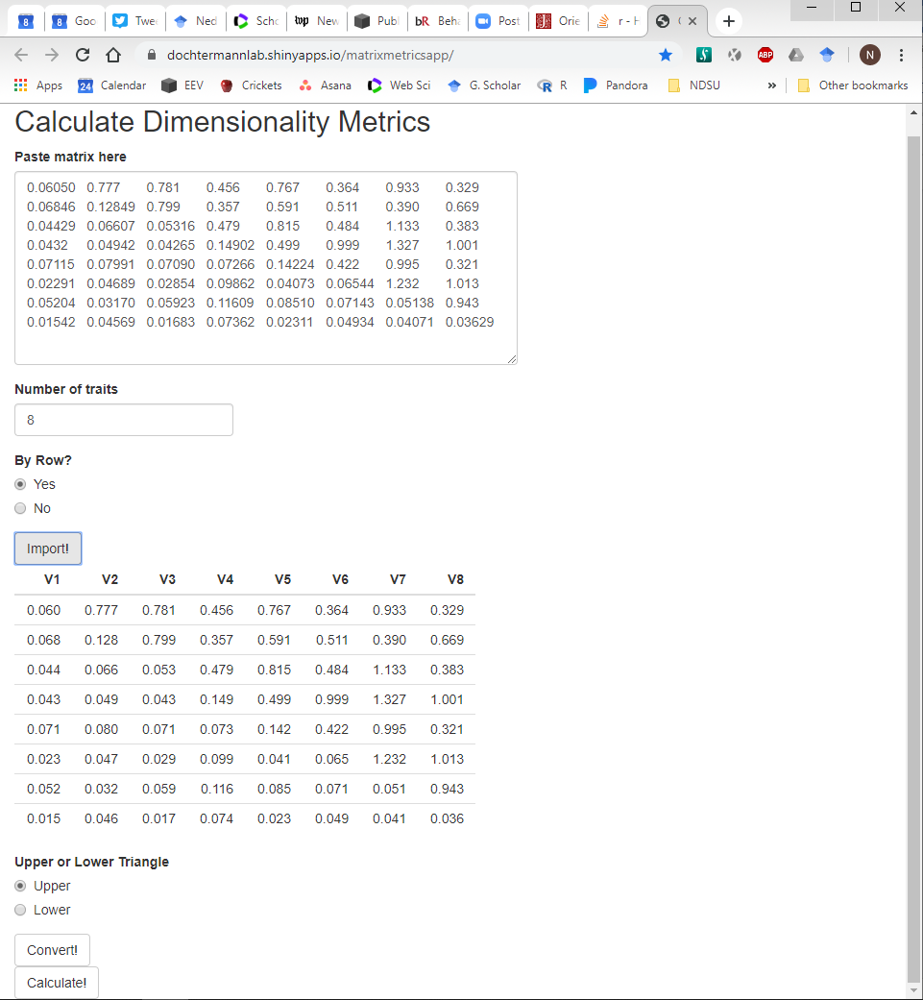 8 8 Goo Twe Ned Scho wp New Publ bR Beha Post Orie r - H
dochtermannlab.shinyapps.io/matrixmetricsapp/ ABP N
Apps 24 Calendar EEV Crickets Asana Web Sci G. Scholar R Pandora NDSU » Other bookmarks
Calculate Dimensionality Metrics
Paste matrix here
0.06050 0.777 0.781 0.456 0.767 0.364 0.933 0.329
0.06846 0.12849 0.799 0.357 0.591 0.511 0.390 0.669
0.04429 0.06607 0.05316 0.479 0.815 0.484 1.133 0.383
0.0432 0.04942 0.04265 0.14902 0.499 0.999 1.327 1.001
0.07115 0.07991 0.07090 0.07266 0.14224 0.422 0.995 0.321
0.02291 0.04689 0.02854 0.09862 0.04073 0.06544 1.232 1.013
0.05204 0.03170 0.05923 0.11609 0.08510 0.07143 0.05138 0.943
0.01542 0.04569 0.01683 0.07362 0.02311 0.04934 0.04071 0.03629
Number of traits
8
By Row?
Yes
No
Import!
V1 V2 V3 V4 V5 V6 V7 V8
0.060 0.777 0.781 0.456 0.767 0.364 0.933 0.329
0.068 0.128 0.799 0.357 0.591 0.511 0.390 0.669
0.044 0.066 0.053 0.479 0.815 0.484 1.133 0.383
0.043 0.049 0.043 0.149 0.499 0.999 1.327 1.001
0.071 0.080 0.071 0.073 0.142 0.422 0.995 0.321
0.023 0.047 0.029 0.099 0.041 0.065 1.232 1.013
0.052 0.032 0.059 0.116 0.085 0.071 0.051 0.943
0.015 0.046 0.017 0.074 0.023 0.049 0.041 0.036
Upper or Lower Triangle
Upper
Lower
Convert!
Calculate!